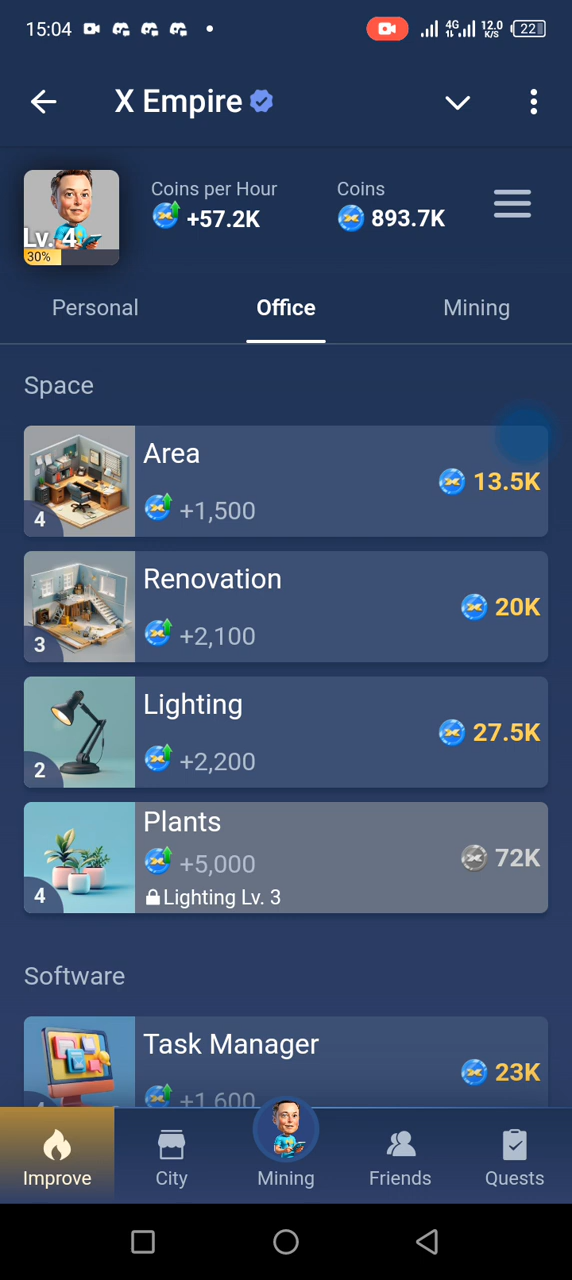 15:04
4G
12.0
K/S
22
X Empire
Coins per Hour
+57.2K
Coins
893.7K
Lv. 4
30%
Personal
Office
Mining
Space
Area
+1,500
13.5K
4
Renovation
+2,100
20K
3
Lighting
+2,200
27.5K
2
Plants
+5,000
72K
Lighting Lv. 3
4
Software
Task Manager
23K
+1,600
Improve
City
Mining
Friends
Quests